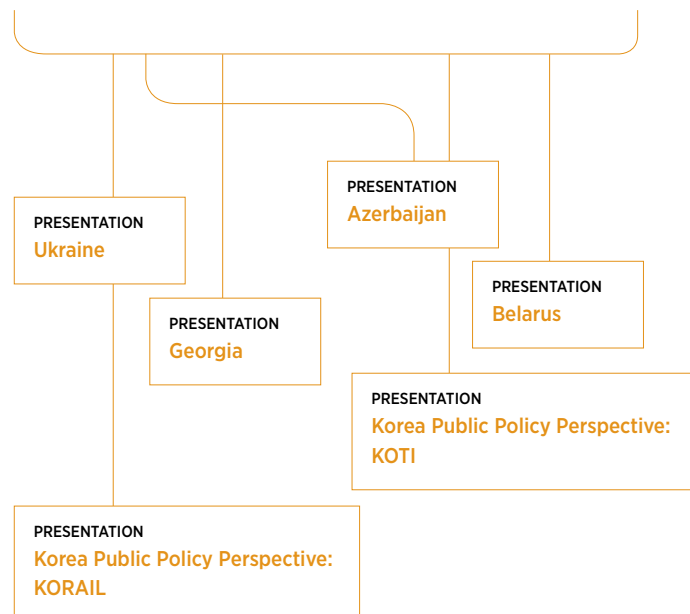 PRESENTATION
Azerbaijan
PRESENTATION
Ukraine
PRESENTATION
Belarus
PRESENTATION
Georgia
PRESENTATION
Korea Public Policy Perspective:
KOTI
PRESENTATION
Korea Public Policy Perspective:
KORAIL